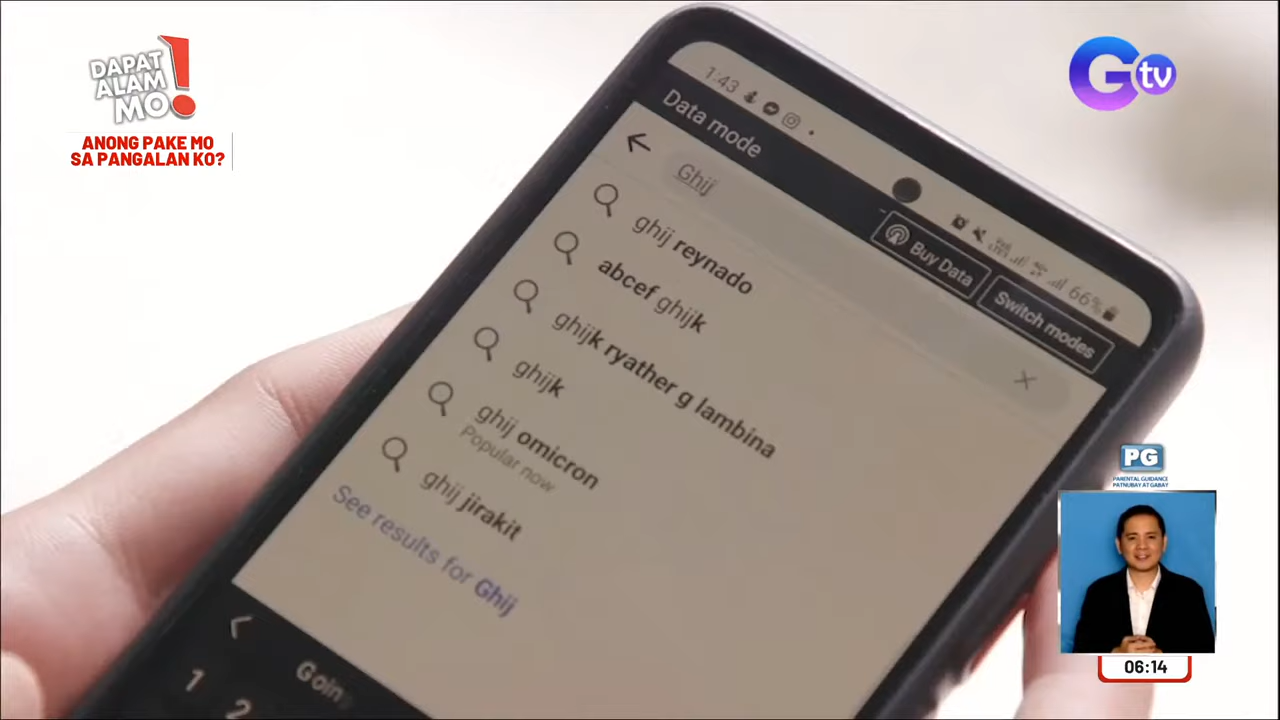 DAPAT
ALAM
MO!
ANONG PAKE MO
SA PANGALAN KO?
Gtv
1:43
66%
Data mode
Buy Data
Switch modes
Ghij
ghij reynado
abcef ghijk
ghijk ryather g lambina
ghijk
ghij omicron
Popular now
ghij jirakit
See results for Ghij
Goin
1 2
PG
PARENTAL GUIDANCE
PATNUBAY AT GABAY
06:14